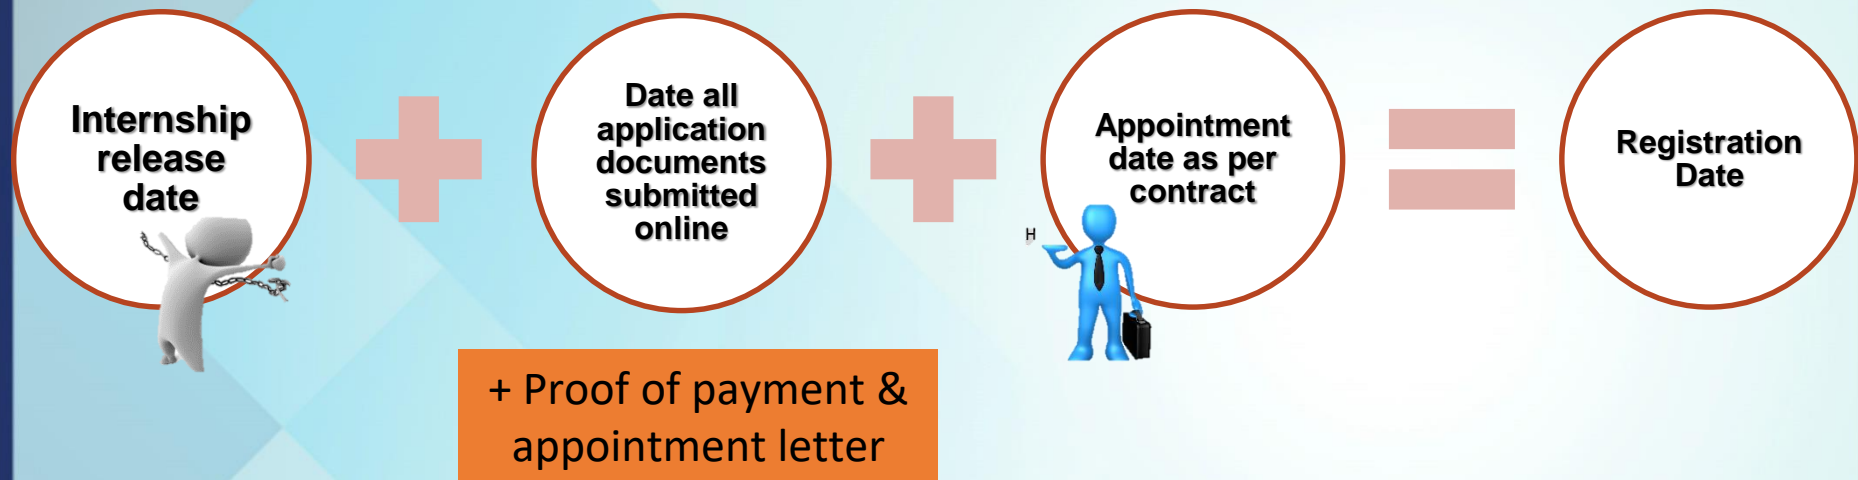 Internship
release
date
Date all
application
documents
submitted
online
Appointment
date as per
contract
Registration
Date
H
+ Proof of payment &
appointment letter